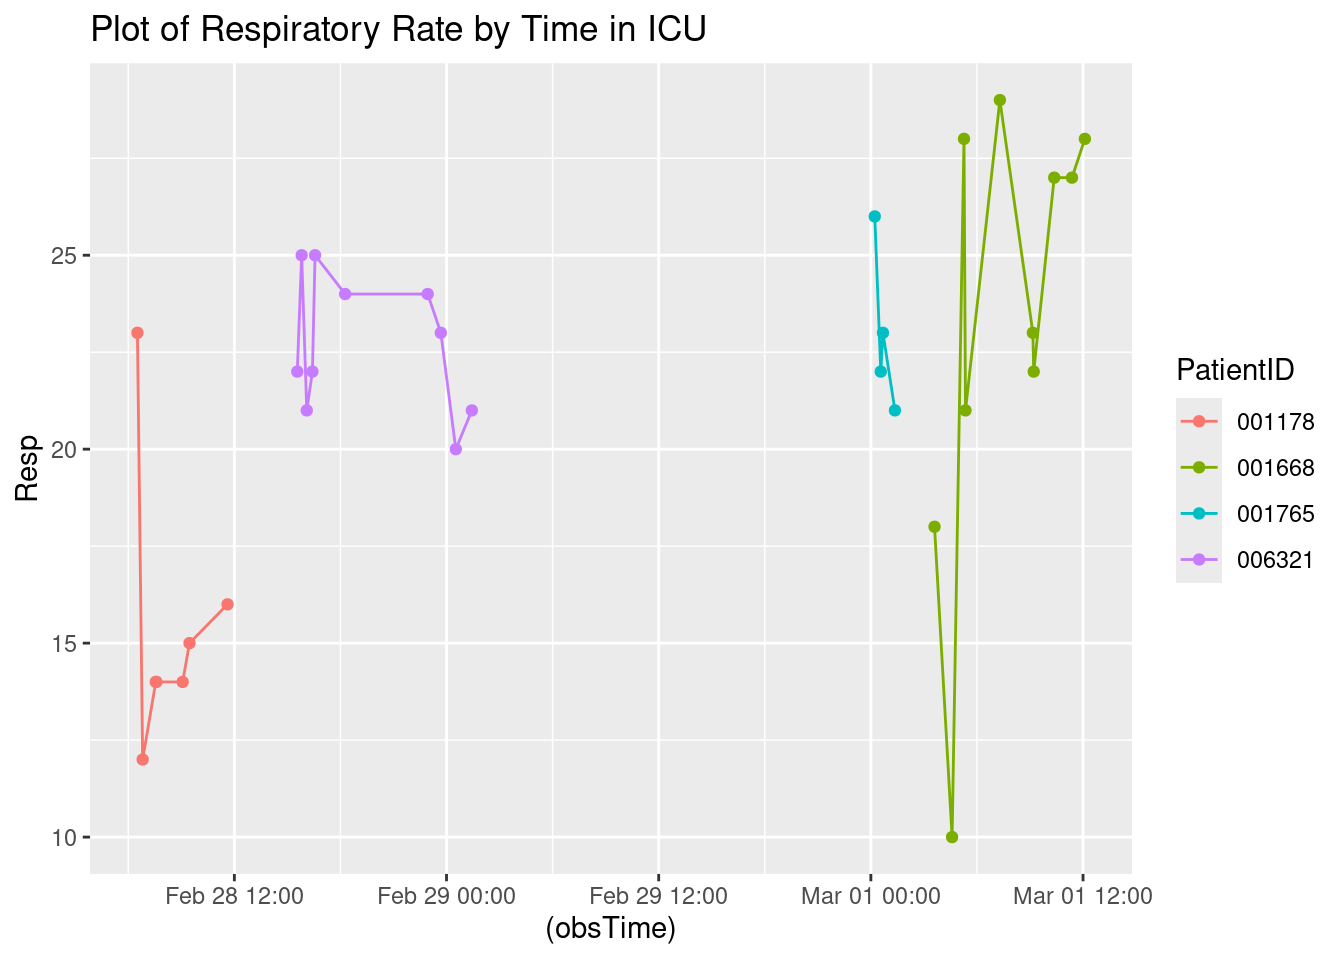 Plot of Respiratory Rate by Time in ICU
Resp
25
20
15
10
Feb 28 12:00
Feb 29 00:00
Feb 29 12:00
Mar 01 00:00
Mar 01 12:00
(obsTime)
PatientID
001178
001668
001765
006321